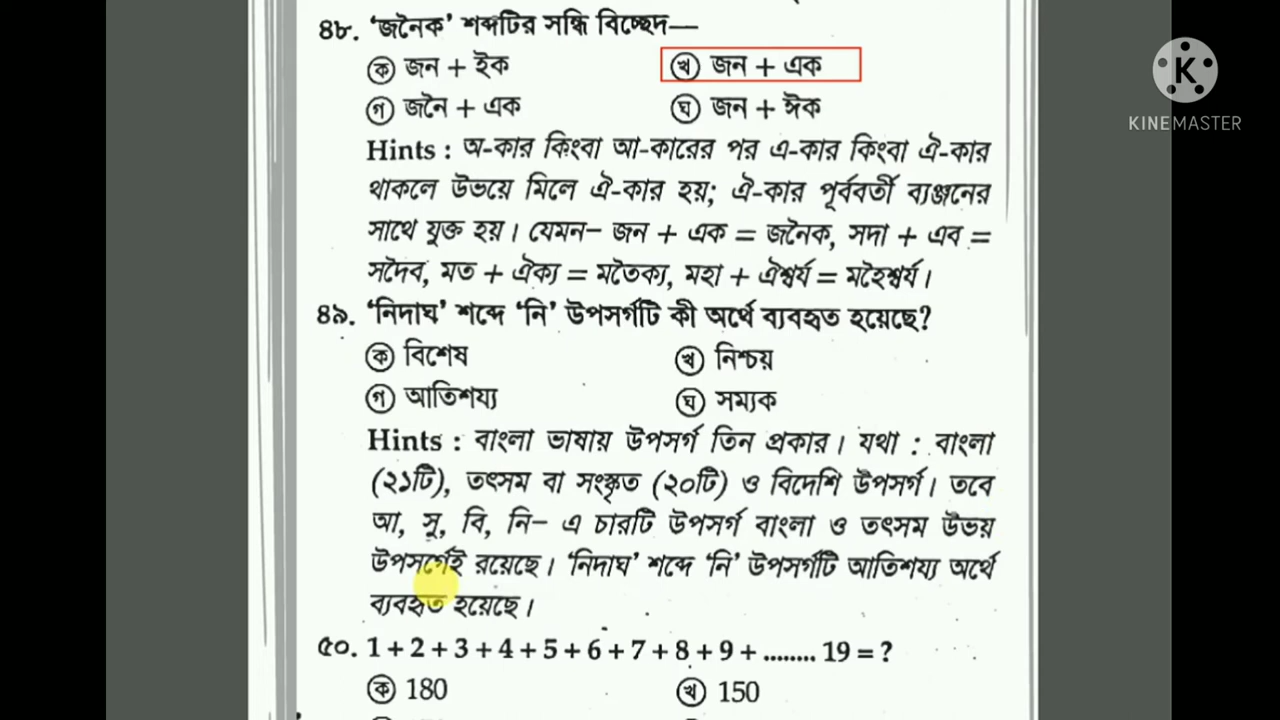 ৪৮. ‘জনৈক’ শব্দটির সন্ধি বিচ্ছেদ—
ক জন + ইক খ জন + এক
গ জনৈ + এক ঘ জন + ঈক
Hints : অ-কার কিংবা আ-কারের পর এ-কার কিংবা ঐ-কার
থাকলে উভয়ে মিলে ঐ-কার হয়; ঐ-কার পূর্ববর্তী ব্যঞ্জনের
সাথে যুক্ত হয়। যেমন– জন + এক = জনৈক, সদা + এব =
সদৈব, মত + ঐক্য = মতৈক্য, মহা + ঐশ্বর্য = মহৈশ্বর্য।
৪৯. ‘নিদাঘ’ শব্দে ‘নি’ উপসর্গটি কী অর্থে ব্যবহৃত হয়েছে?
ক বিশেষ খ নিশ্চয়
গ আতিশয্য ঘ সম্যক
Hints : বাংলা ভাষায় উপসর্গ তিন প্রকার। যথা : বাংলা
(২১টি), তৎসম বা সংস্কৃত (২০টি) ও বিদেশি উপসর্গ। তবে
আ, সু, বি, নি– এ চারটি উপসর্গ বাংলা ও তৎসম উভয়
উপসর্গেই রয়েছে। ‘নিদাঘ’ শব্দে ‘নি’ উপসর্গটি আতিশয্য অর্থে
ব্যবহৃত হয়েছে।
৫০. 1 + 2 + 3 + 4 + 5 + 6 + 7 + 8 + 9 + ........ 19 = ?
ক 180 খ 150
K
KINEMASTER